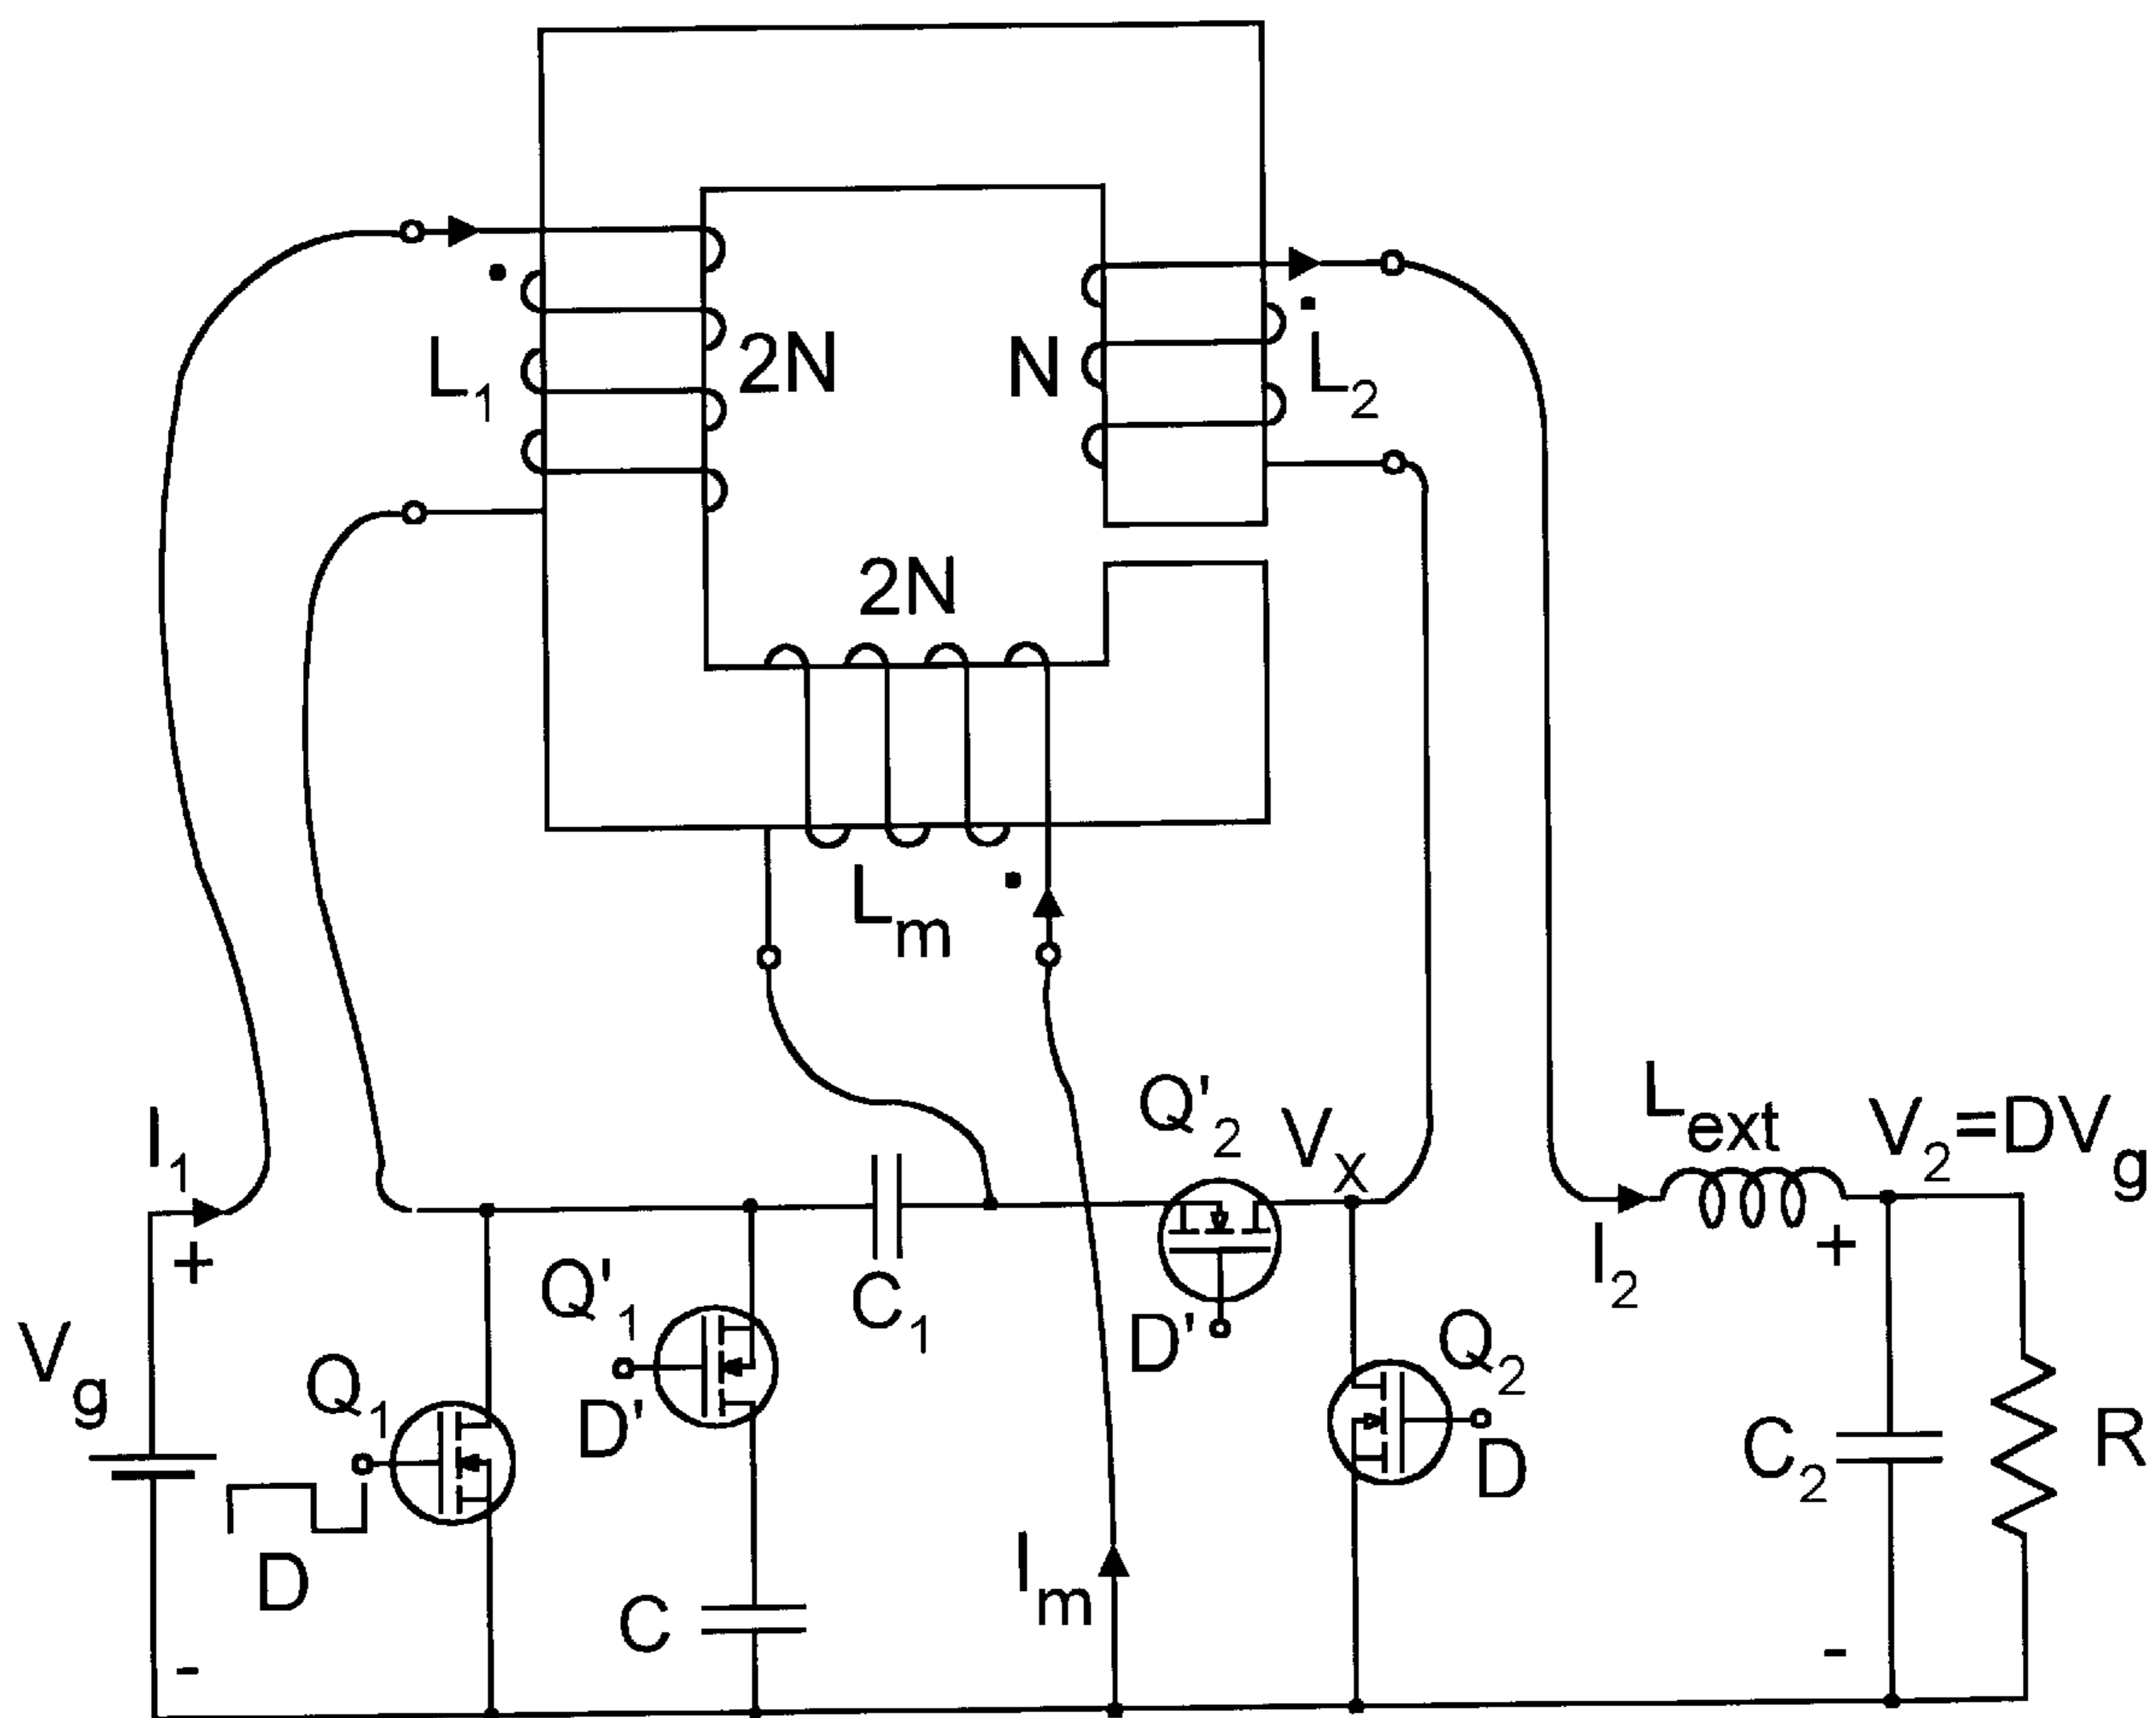 L1
2N
N
L2
2N
Lm
I1
+
Vg
-
Q1
D
Q'1
D'
C
C1
Im
Q'2
D'
VX
Q2
D
Lext
I2
V2=DVg
+
C2
-
R